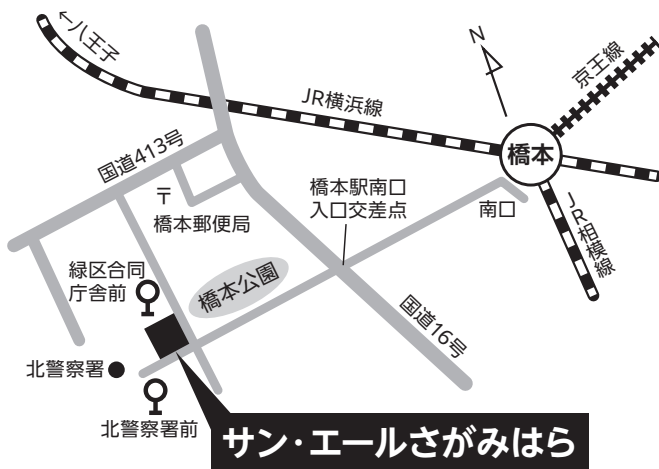 ←八王子
N
京王線
JR横浜線
橋本
国道413号
〒
橋本郵便局
橋本駅南口
入口交差点
南口
JR相模線
緑区合同
庁舎前
橋本公園
国道16号
北警察署
北警察署前
サン・エールさがみはら